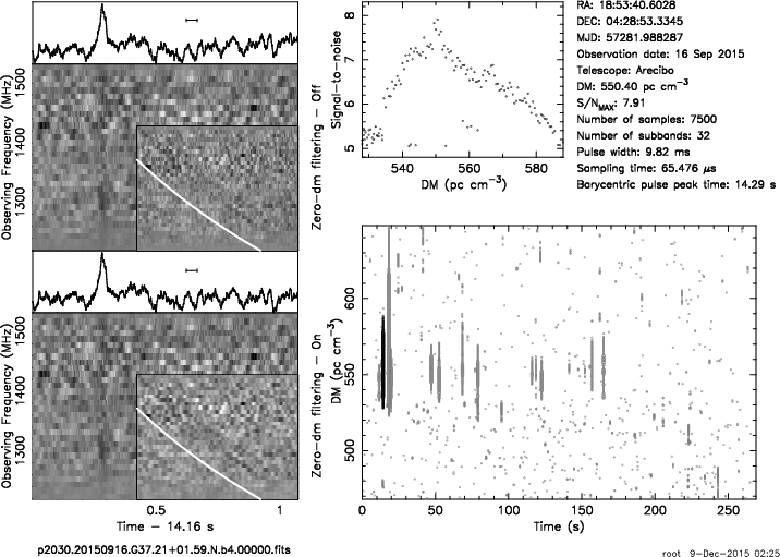 Observing Frequency (MHz)
1500
1400
1300
Zero-dm filtering - Off
Observing Frequency (MHz)
1500
1400
1300
Zero-dm filtering - On
0.5
1
Time - 14.16 s
p2030.20150916.G37.21+01.59.N.b4.00000.fits
Signal-to-noise
8
7
6
5
540
560
580
DM (pc cm⁻³)
RA: 18:53:40.6028
DEC: 04:28:53.3345
MJD: 57281.988287
Observation date: 16 Sep 2015
Telescope: Arecibo
DM: 550.40 pc cm⁻³
S/N_MAX: 7.91
Number of samples: 7500
Number of subbands: 32
Pulse width: 9.82 ms
Sampling time: 65.476 μs
Barycentric pulse peak time: 14.29 s
DM (pc cm⁻³)
600
550
500
0
50
100
150
200
250
Time (s)
root 9-Dec-2015 02:25